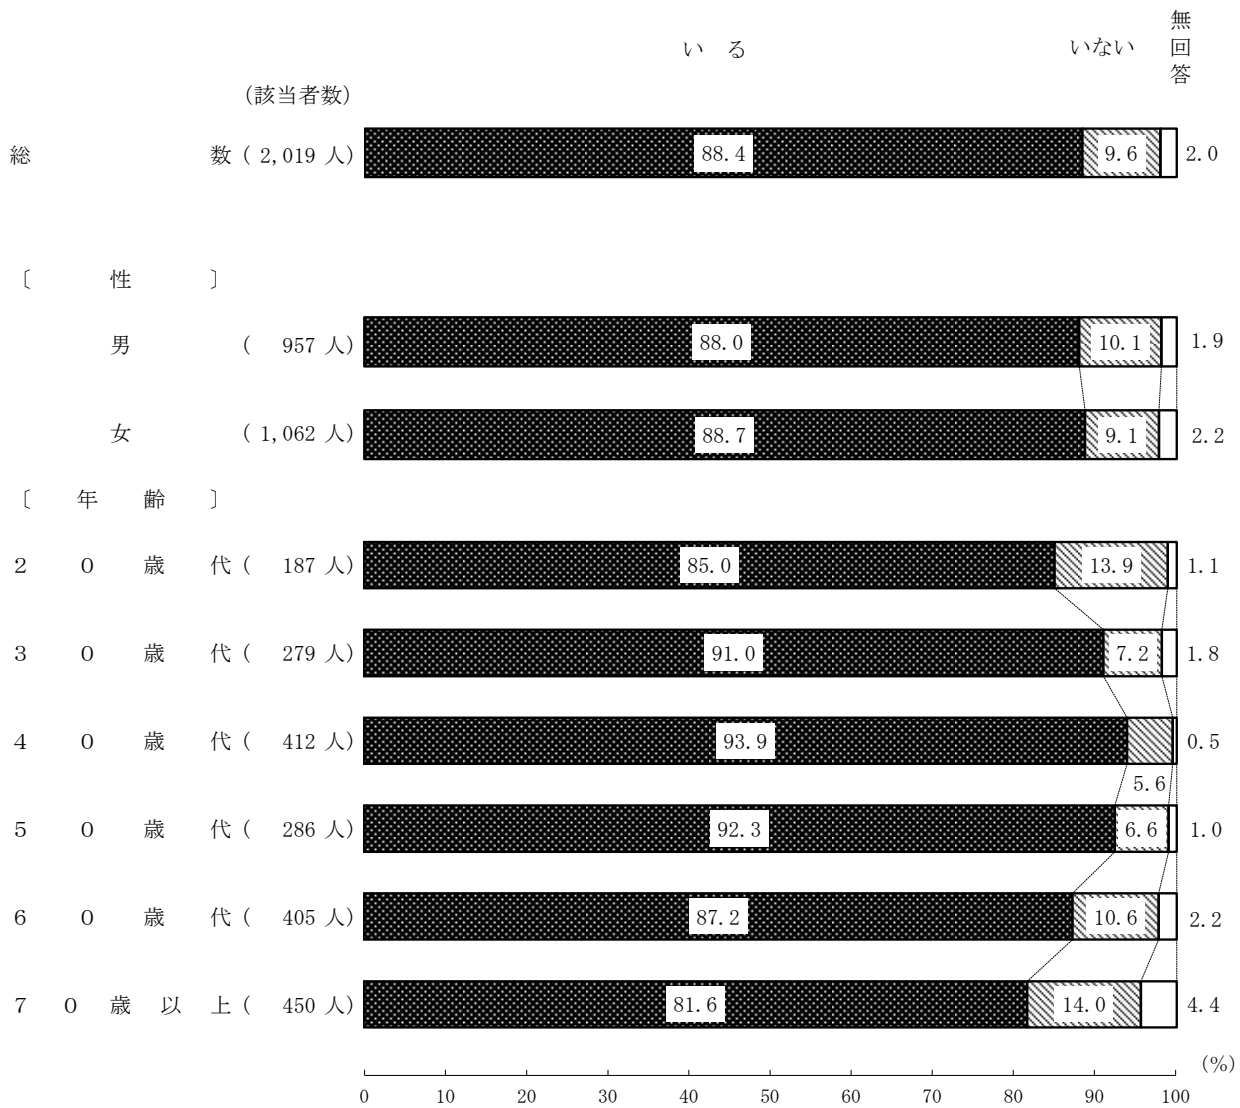 い る いない 無回答
(該当者数)
総 数 ( 2,019 人) 88.4 9.6 2.0
〔 性 〕
男 ( 957 人) 88.0 10.1 1.9
女 ( 1,062 人) 88.7 9.1 2.2
〔 年 齢 〕
２ ０ 歳 代 ( 187 人) 85.0 13.9 1.1
３ ０ 歳 代 ( 279 人) 91.0 7.2 1.8
４ ０ 歳 代 ( 412 人) 93.9 0.5
5.6
５ ０ 歳 代 ( 286 人) 92.3 6.6 1.0
６ ０ 歳 代 ( 405 人) 87.2 10.6 2.2
７ ０ 歳 以 上 ( 450 人) 81.6 14.0 4.4
(%)
0 10 20 30 40 50 60 70 80 90 100